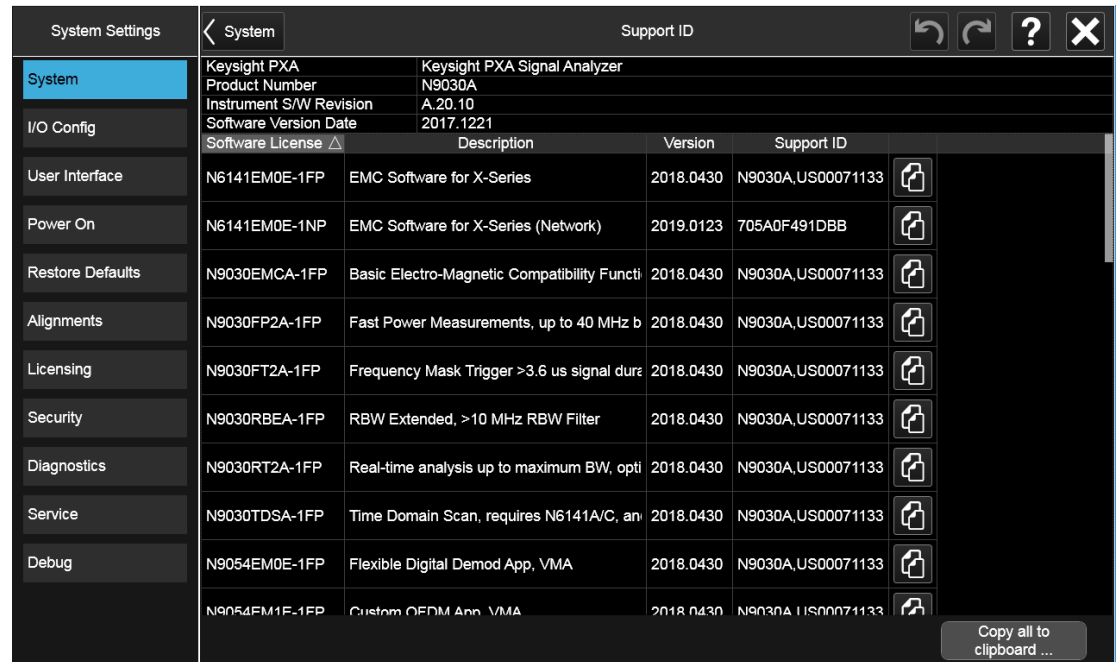 System Settings
System
Support ID
?
System
I/O Config
User Interface
Power On
Restore Defaults
Alignments
Licensing
Security
Diagnostics
Service
Debug
Keysight PXA Keysight PXA Signal Analyzer
Product Number N9030A
Instrument S/W Revision A.20.10
Software Version Date 2017.1221
Software License △ Description Version Support ID
N6141EM0E-1FP EMC Software for X-Series 2018.0430 N9030A,US00071133
N6141EM0E-1NP EMC Software for X-Series (Network) 2019.0123 705A0F491DBB
N9030EMCA-1FP Basic Electro-Magnetic Compatibility Functi 2018.0430 N9030A,US00071133
N9030FP2A-1FP Fast Power Measurements, up to 40 MHz b 2018.0430 N9030A,US00071133
N9030FT2A-1FP Frequency Mask Trigger >3.6 us signal dura 2018.0430 N9030A,US00071133
N9030RBEA-1FP RBW Extended, >10 MHz RBW Filter 2018.0430 N9030A,US00071133
N9030RT2A-1FP Real-time analysis up to maximum BW, opti 2018.0430 N9030A,US00071133
N9030TDSA-1FP Time Domain Scan, requires N6141A/C, an 2018.0430 N9030A,US00071133
N9054EM0E-1FP Flexible Digital Demod App, VMA 2018.0430 N9030A,US00071133
N9054EM1E-1FP Custom OFDM App, VMA 2018.0430 N9030A,US00071133
Copy all to
clipboard ...